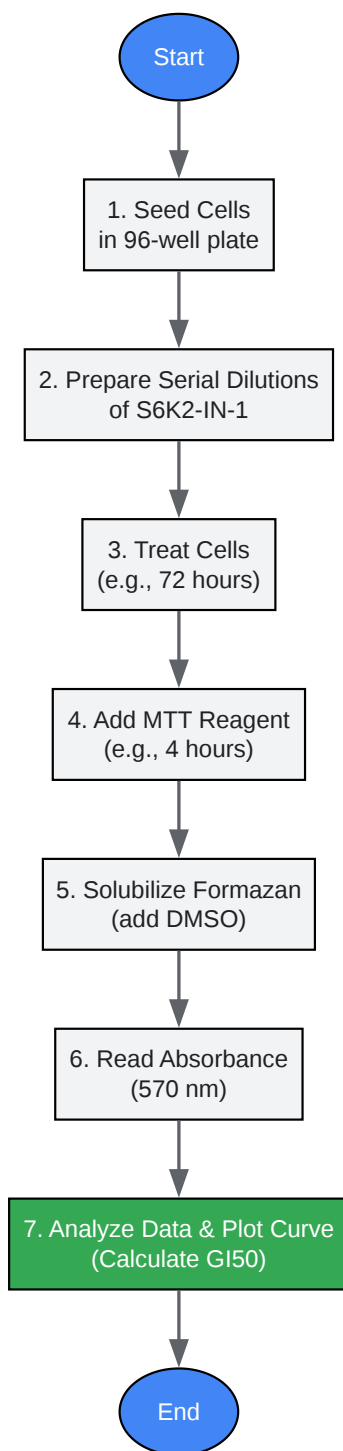 Start
1. Seed Cells
in 96-well plate
2. Prepare Serial Dilutions
of S6K2-IN-1
3. Treat Cells
(e.g., 72 hours)
4. Add MTT Reagent
(e.g., 4 hours)
5. Solubilize Formazan
(add DMSO)
6. Read Absorbance
(570 nm)
7. Analyze Data & Plot Curve
(Calculate GI50)
End